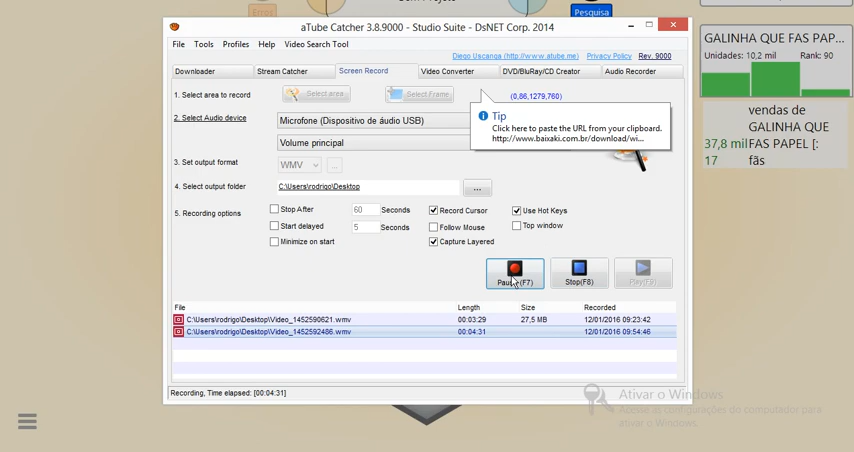 Erros
Bom Projeto
Pesquisa
aTube Catcher 3.8.9000 - Studio Suite - DsNET Corp. 2014
File Tools Profiles Help Video Search Tool
Diego Uscanga (http://www.atube.me) Privacy Policy Rev. 9000
Downloader Stream Catcher Screen Record Video Converter DVD/BluRay/CD Creator Audio Recorder
1. Select area to record Select area Select Frame (0,86,1279,760)
2. Select Audio device Microfone (Dispositivo de áudio USB)
Volume principal
Tip
Click here to paste the URL from your clipboard.
http://www.baixaki.com.br/download/wi...
3. Set output format WMV ...
4. Select output folder C:\Users\rodrigo\Desktop ...
5. Recording options Stop After 60 Seconds Record Cursor Use Hot Keys
Start delayed 5 Seconds Follow Mouse Top window
Minimize on start Capture Layered
Stop(F8) Play(F9)
File Length Size Recorded
C:\Users\rodrigo\Desktop\Video_1452590621.wmv 00:03:29 27,5 MB 12/01/2016 09:23:42
C:\Users\rodrigo\Desktop\Video_1452592486.wmv 00:04:31 12/01/2016 09:54:46
Recording, Time elapsed: [00:04:31]
GALINHA QUE FAS PAP...
Unidades: 10,2 mil Rank: 90
vendas de
GALINHA QUE
37,8 mil FAS PAPEL [:
17 fãs
Ativar o Windows
Acesse as configurações do computador para
ativar o Windows.